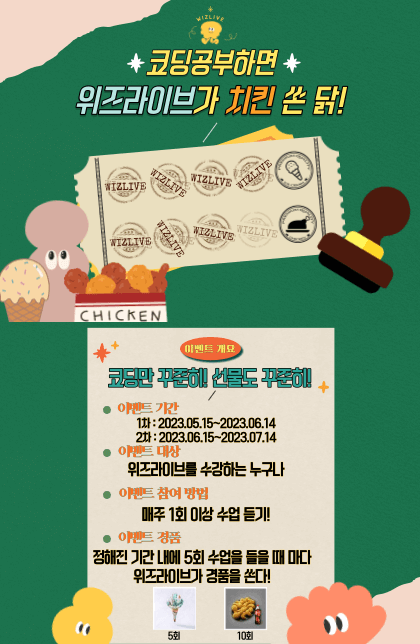 WIZLIVE
코딩공부하면
위즈라이브가 치킨 쏜 닭!
WIZLIVE WIZLIVE WIZLIVE WIZLIVE
WIZLIVE WIZLIVE WIZLIVE WIZLIVE
CHICKEN
이벤트 개요
코딩만 꾸준히! 선물도 꾸준히!
이벤트 기간
1차 : 2023.05.15~2023.06.14
2차 : 2023.06.15~2023.07.14
이벤트 대상
위즈라이브를 수강하는 누구나
이벤트 참여 방법
매주 1회 이상 수업 듣기!
이벤트 경품
정해진 기간 내에 5회 수업을 들을 때 마다
위즈라이브가 경품을 쏜다!
5회
10회